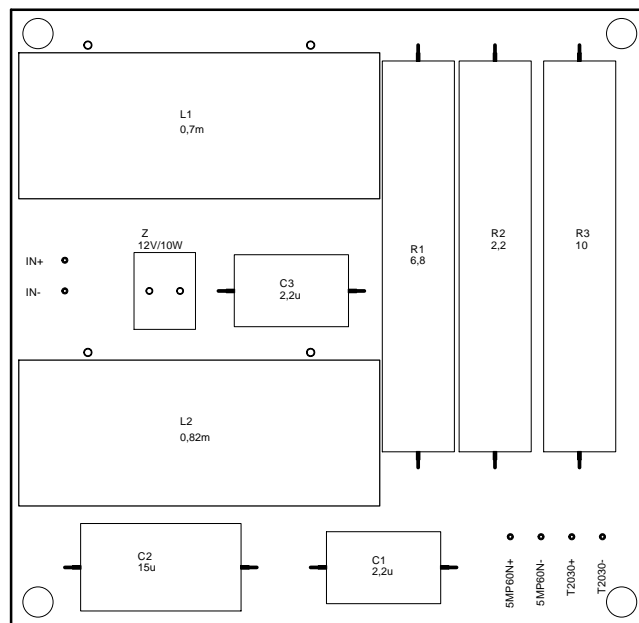 L1
0,7m
Z
12V/10W
IN+
IN-
C3
2,2u
R1
6,8
R2
2,2
R3
10
L2
0,82m
C2
15u
C1
2,2u
5MP60N+
5MP60N-
T2030+
T2030-